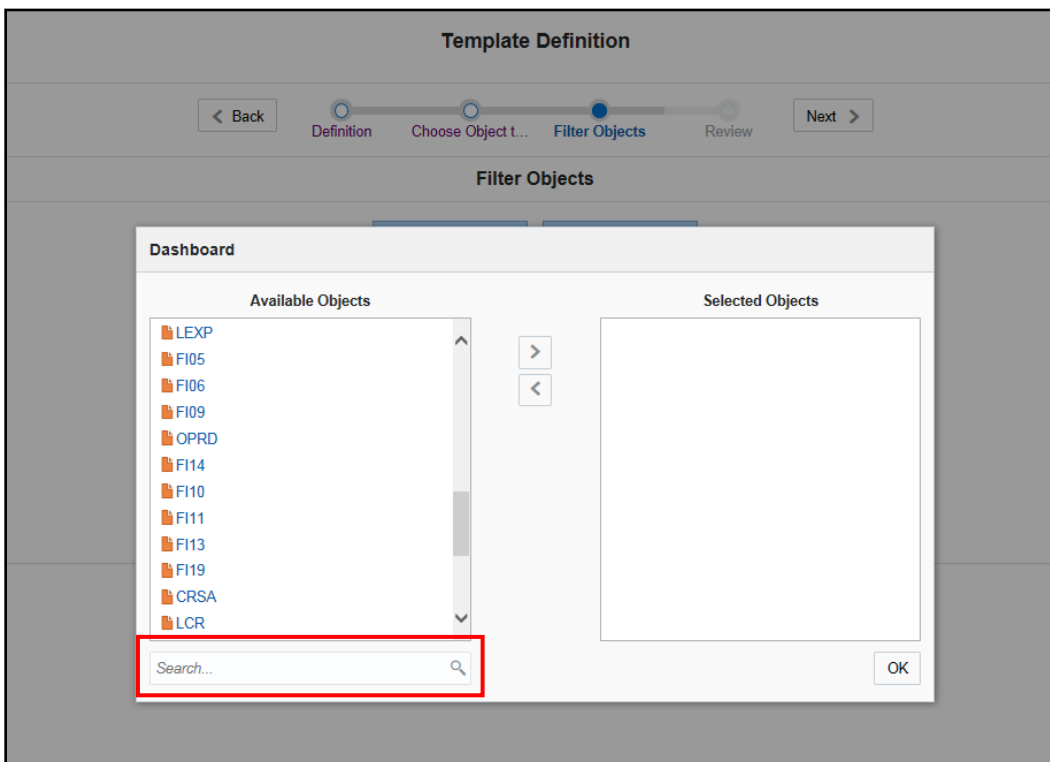 Template Definition
Back
Definition
Choose Object t...
Filter Objects
Review
Next
Filter Objects
Dashboard
Available Objects
Selected Objects
LEXP
FI05
FI06
FI09
OPRD
FI14
FI10
FI11
FI13
FI19
CRSA
LCR
Search...
OK